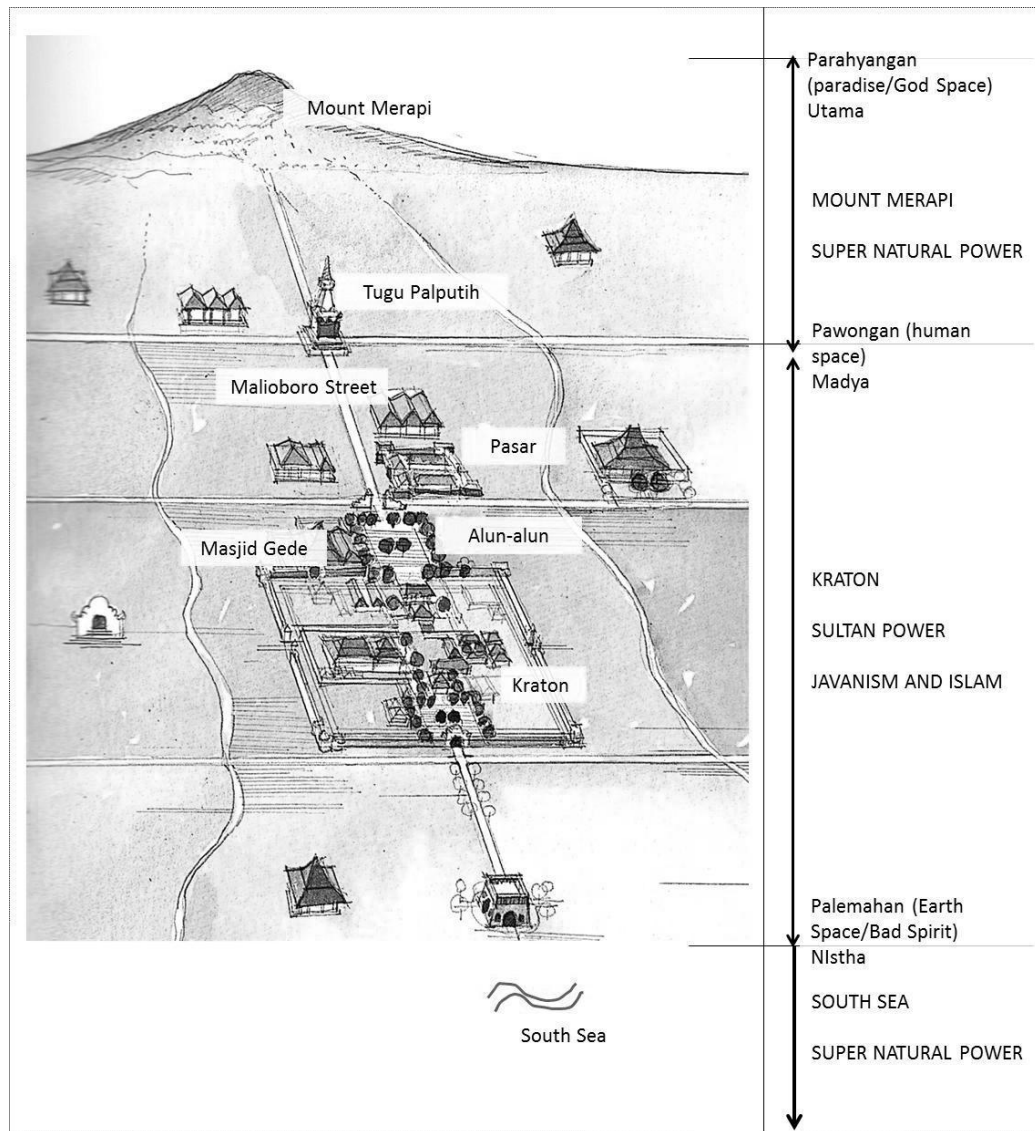 Parahyangan
(paradise/God Space)
Utama
Mount Merapi
MOUNT MERAPI
SUPER NATURAL POWER
Tugu Palputih
Pawongan (human
space)
Madya
Malioboro Street
Pasar
Masjid Gede
Alun-alun
KRATON
SULTAN POWER
JAVANISM AND ISLAM
Kraton
Palemahan (Earth
Space/Bad Spirit)
NIstha
SOUTH SEA
South Sea
SUPER NATURAL POWER